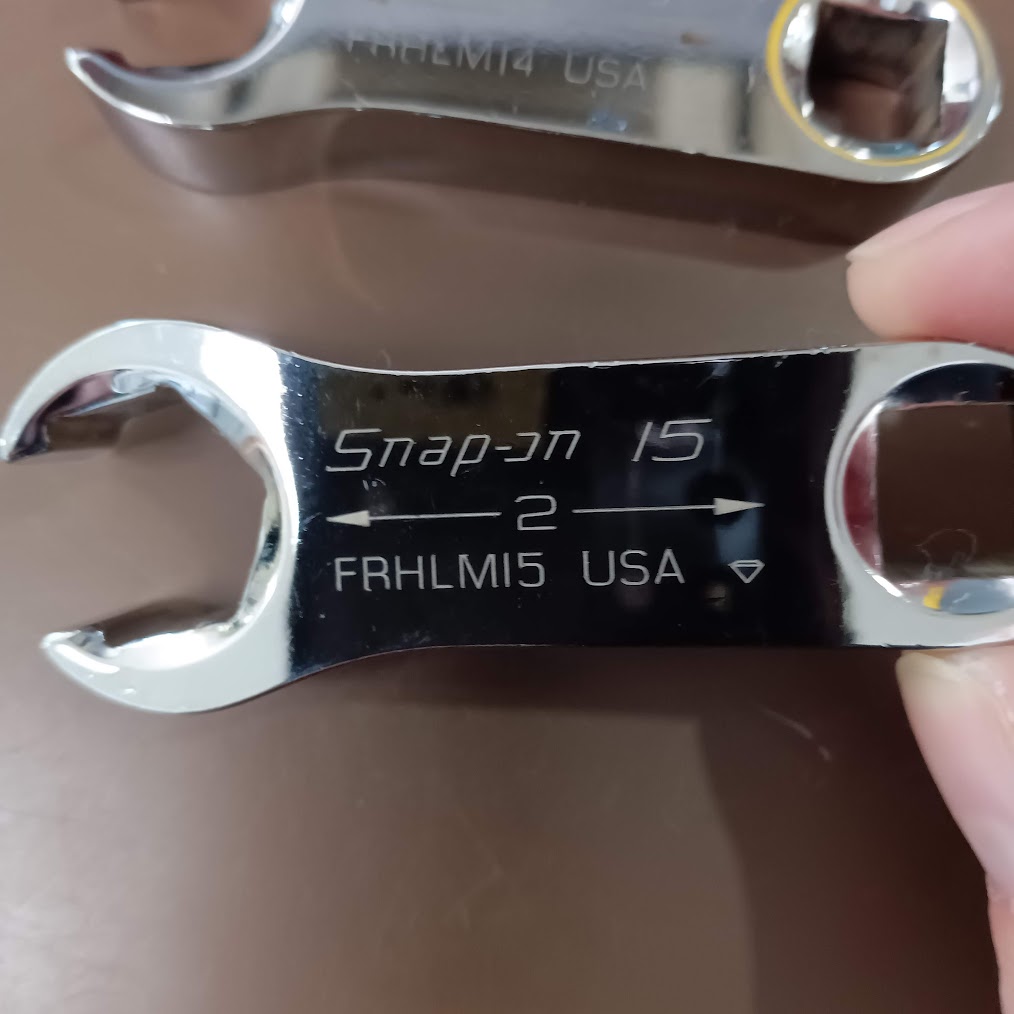 FRHLM14 USA
Snap-on 15
2
FRHLM15 USA